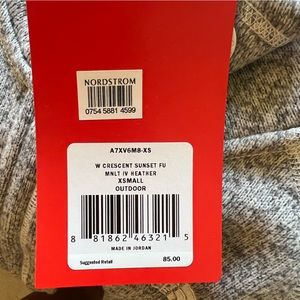 NORDSTROM
0754 5881 4599
A7XV6M8-XS
W CRESCENT SUNSET FU
MNLT IV HEATHER
XSMALL
OUTDOOR
8 81862 46321 5
MADE IN JORDAN
Suggested Retail 85.00